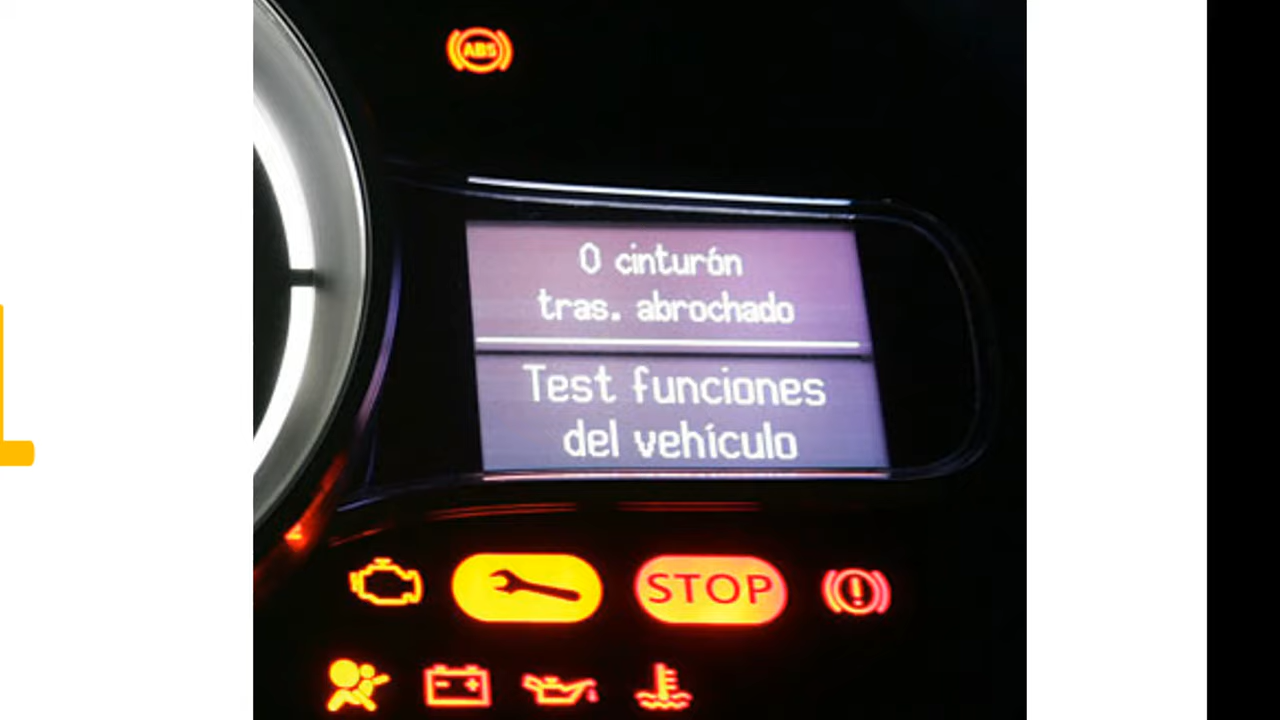 ABS
0 cinturón
tras. abrochado
Test funciones
del vehículo
STOP